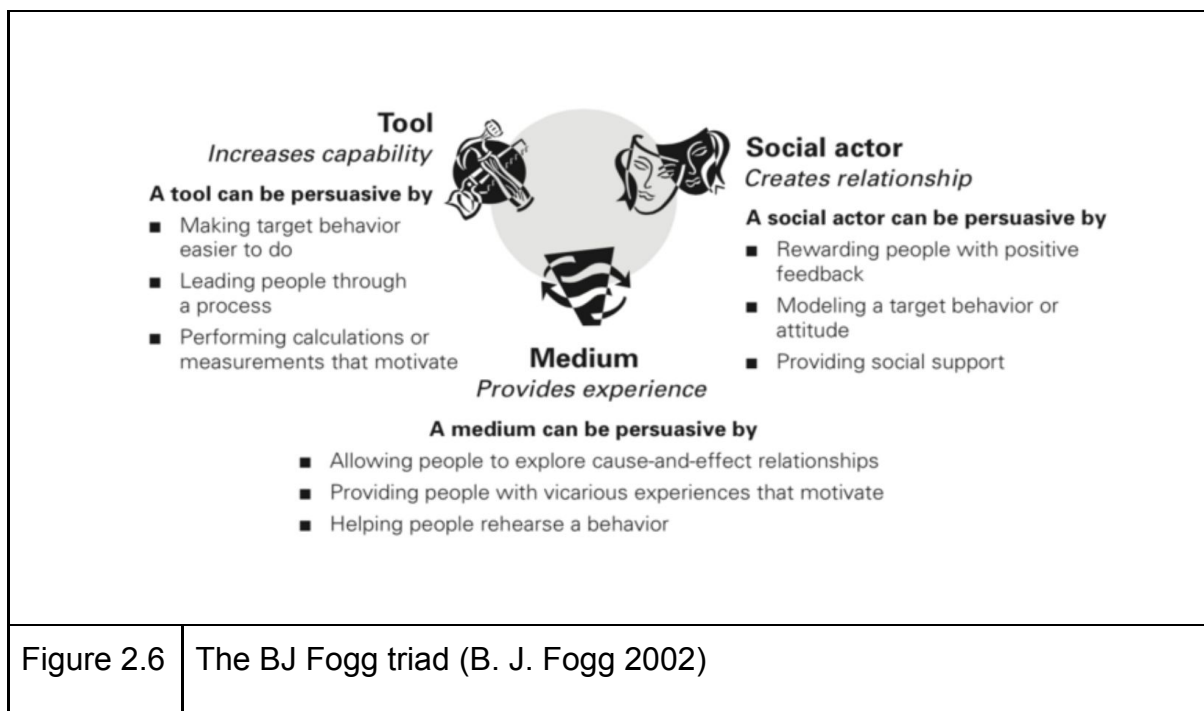 Tool
Increases capability
A tool can be persuasive by
■ Making target behavior
easier to do
■ Leading people through
a process
■ Performing calculations or
measurements that motivate
Social actor
Creates relationship
A social actor can be persuasive by
■ Rewarding people with positive
feedback
■ Modeling a target behavior or
attitude
■ Providing social support
Medium
Provides experience
A medium can be persuasive by
■ Allowing people to explore cause-and-effect relationships
■ Providing people with vicarious experiences that motivate
■ Helping people rehearse a behavior
Figure 2.6 The BJ Fogg triad (B. J. Fogg 2002)